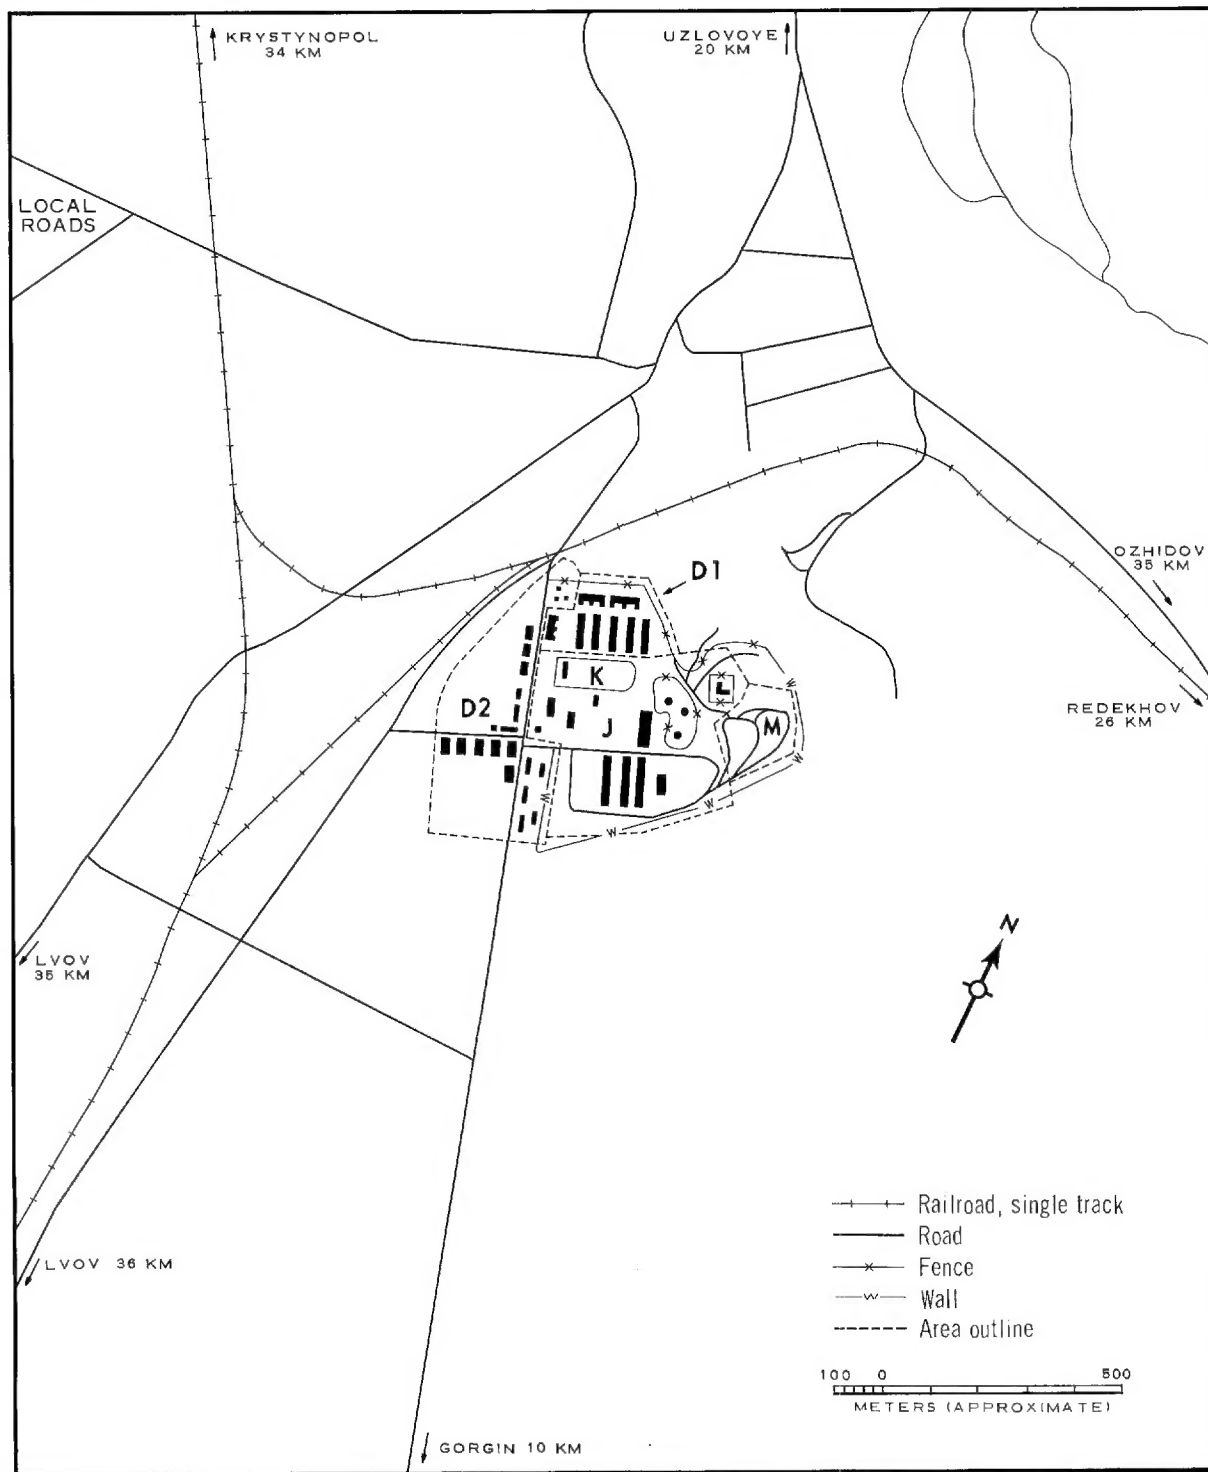 KRYSTYNOPOL
34 KM
UZLOVOYE
20 KM
LOCAL
ROADS
D1
OZHIDOV
35 KM
K
D2
J
M
REDEKHOV
26 KM
W
W
W
W
W
N
LVOV
35 KM
Railroad, single track
Road
Fence
W
Wall
Area outline
LVOV 36 KM
100 0 500
METERS (APPROXIMATE)
GORGIN 10 KM